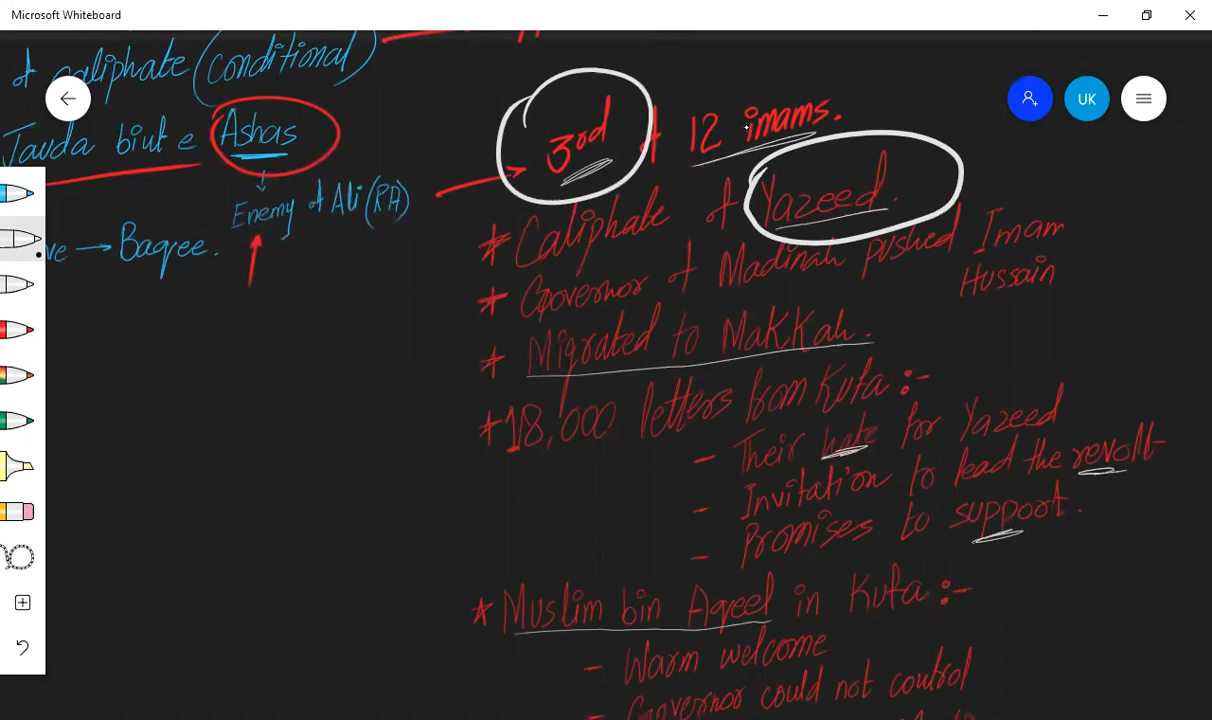 Microsoft Whiteboard
of caliphate (conditional)
Jauda bint e Ashas
Enemy of Ali (RA)
ve → Baqee.
UK
3rd of 12 imams.
* Caliphate of Yazeed.
* Governor of Madinah pushed Imam
Hussain
* Migrated to Makkah.
* 18,000 letters from Kufa :-
- Their hate for Yazeed
- Invitation to lead the revolt
- Promises to support.
* Muslim bin Aqeel in Kufa :-
- Warm welcome
- Governor could not control